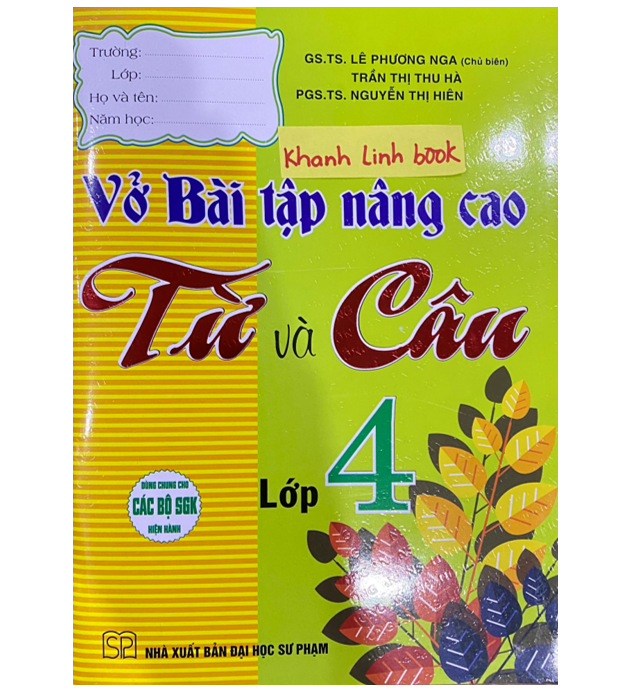 Trường:
Lớp:
Họ và tên:
Năm học:
GS.TS. LÊ PHƯƠNG NGA (Chủ biên)
TRẦN THỊ THU HÀ
PGS.TS. NGUYỄN THỊ HIÊN
Khanh Linh book
Vở Bài tập nâng cao
Từ và Câu
Lớp 4
DÙNG CHUNG CHO
CÁC BỘ SGK
HIỆN HÀNH
SP NHÀ XUẤT BẢN ĐẠI HỌC SƯ PHẠM